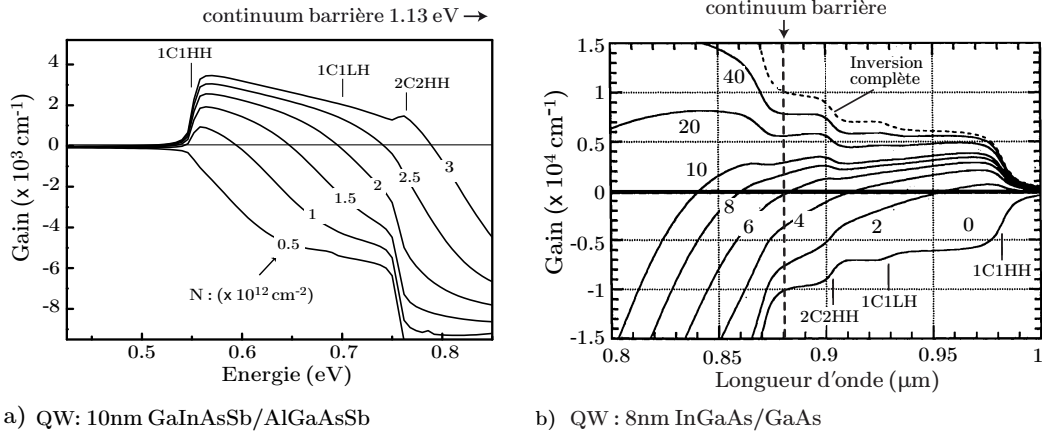 continuum barrière 1.13 eV →
1C1HH
1C1LH
2C2HH
4
2
0
-2
-4
-6
-8
Gain (x 10³ cm⁻¹)
3
2.5
2
1.5
1
0.5
N : (x 10¹² cm⁻²)
0.5
0.6
0.7
0.8
Energie (eV)
a) QW: 10nm GaInAsSb/AlGaAsSb
continuum barrière
1.5
1
0.5
0
-0.5
-1
-1.5
Gain (x 10⁴ cm⁻¹)
Inversion
complète
40
20
10
8
6
4
2
0
1C1HH
1C1LH
2C2HH
0.8
0.85
0.9
0.95
1
Longueur d'onde (µm)
b) QW : 8nm InGaAs/GaAs